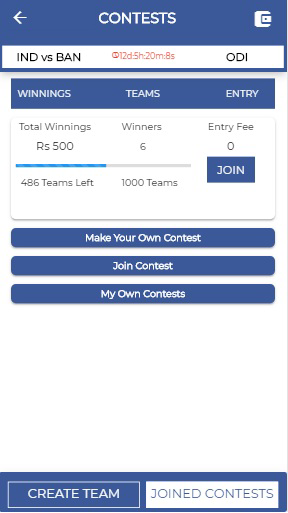 CONTESTS
IND vs BAN 12d:5h:20m:8s ODI
WINNINGS TEAMS ENTRY
Total Winnings Winners Entry Fee
Rs 500 6 0
JOIN
486 Teams Left 1000 Teams
Make Your Own Contest
Join Contest
My Own Contests
CREATE TEAM JOINED CONTESTS